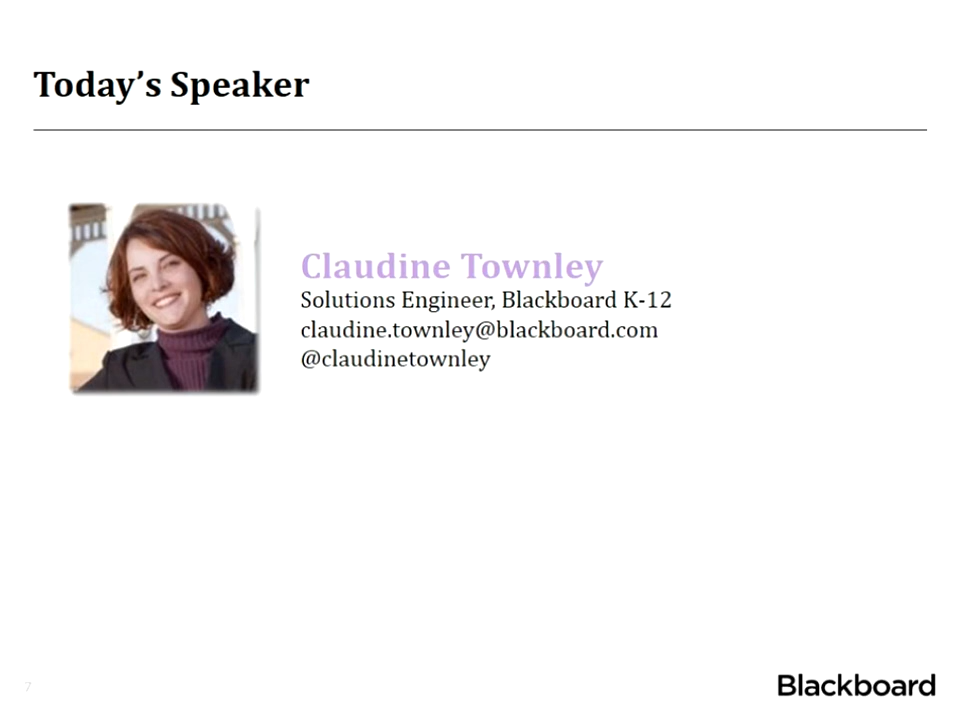 Today’s Speaker
Claudine Townley
Solutions Engineer, Blackboard K-12
claudine.townley@blackboard.com
@claudinetownley
7
Blackboard